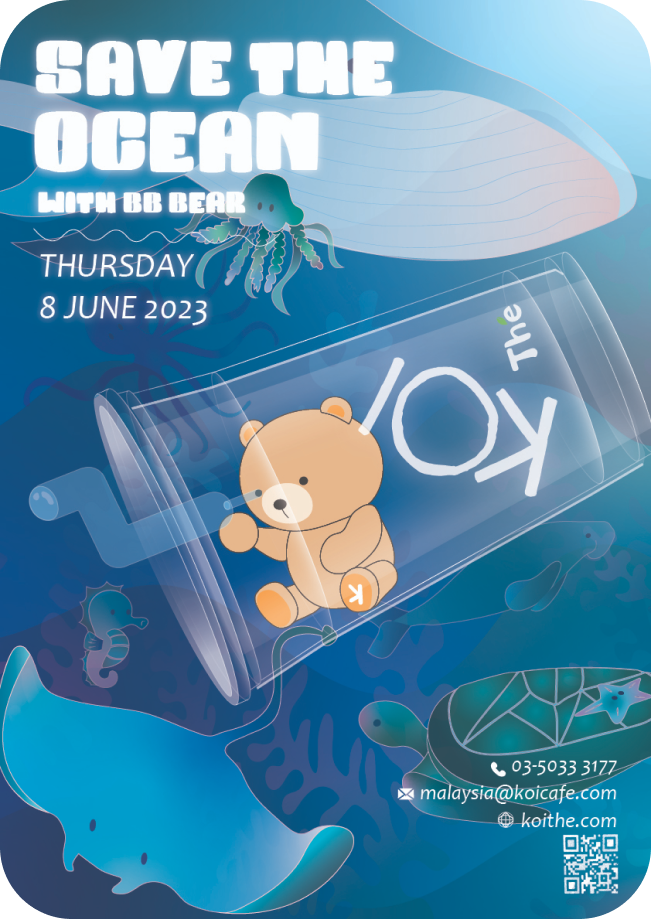 SAVE THE
OCEAN
WITH BB BEAR
THURSDAY
8 JUNE 2023
KOI The
K
03-5033 3177
malaysia@koicafe.com
koithe.com